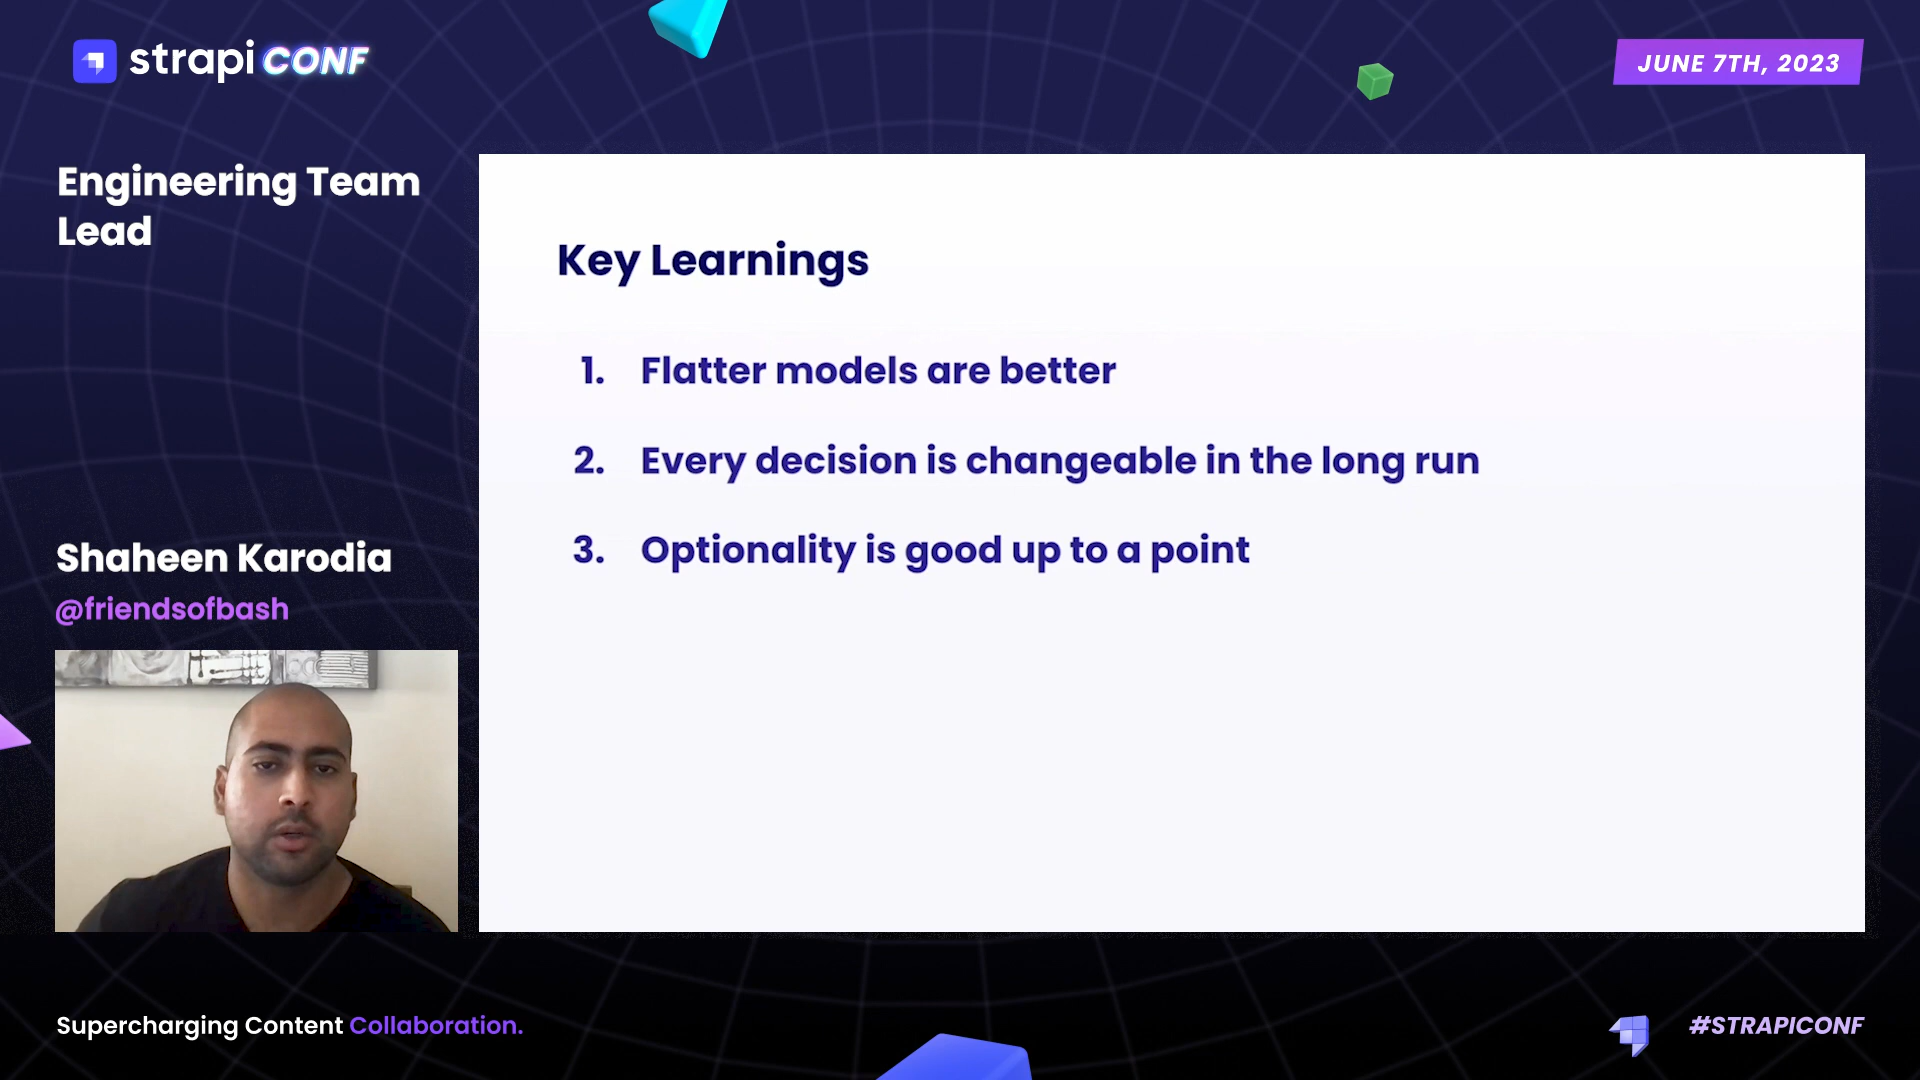 strapi CONF
JUNE 7TH, 2023
Engineering Team
Lead
Key Learnings
1. Flatter models are better
2. Every decision is changeable in the long run
3. Optionality is good up to a point
Shaheen Karodia
@friendsofbash
Supercharging Content Collaboration.
#STRAPICONF